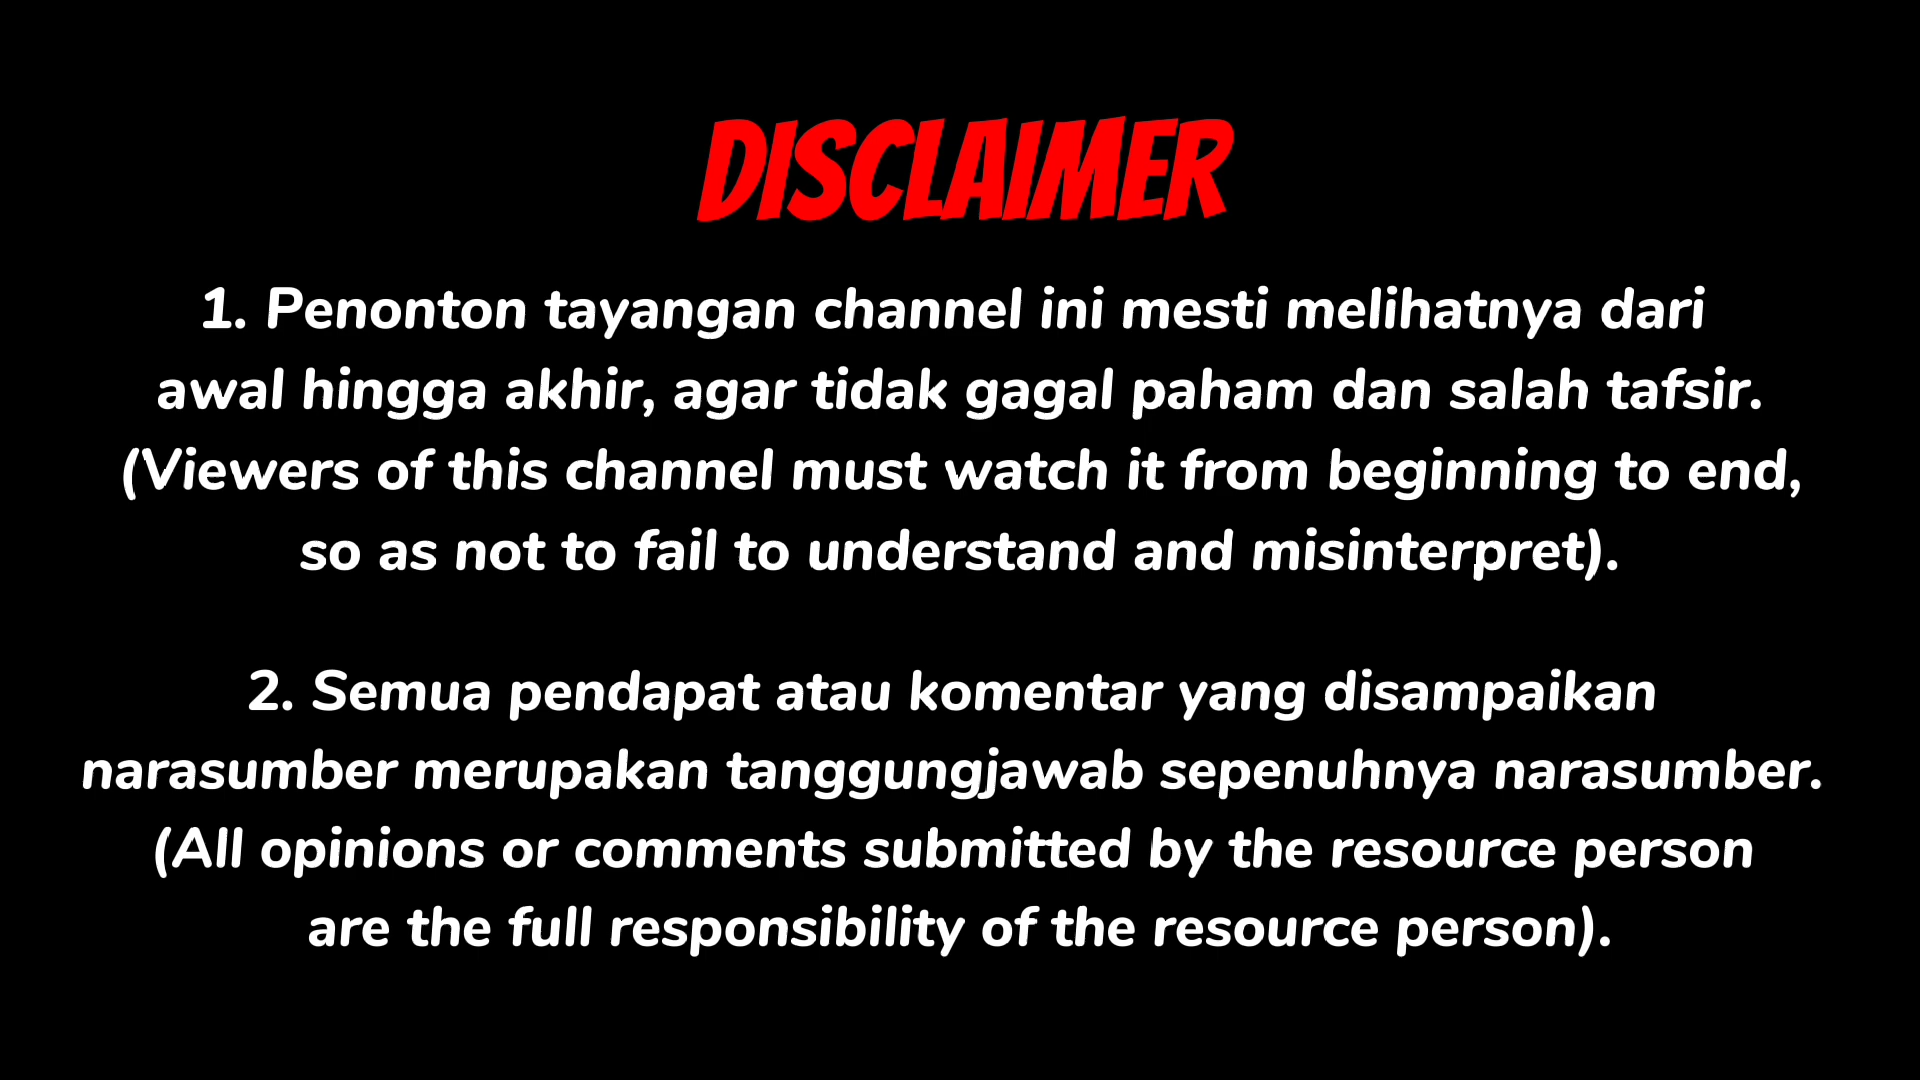 DISCLAIMER
1. Penonton tayangan channel ini mesti melihatnya dari
awal hingga akhir, agar tidak gagal paham dan salah tafsir.
(Viewers of this channel must watch it from beginning to end,
so as not to fail to understand and misinterpret).
2. Semua pendapat atau komentar yang disampaikan
narasumber merupakan tanggungjawab sepenuhnya narasumber.
(All opinions or comments submitted by the resource person
are the full responsibility of the resource person).